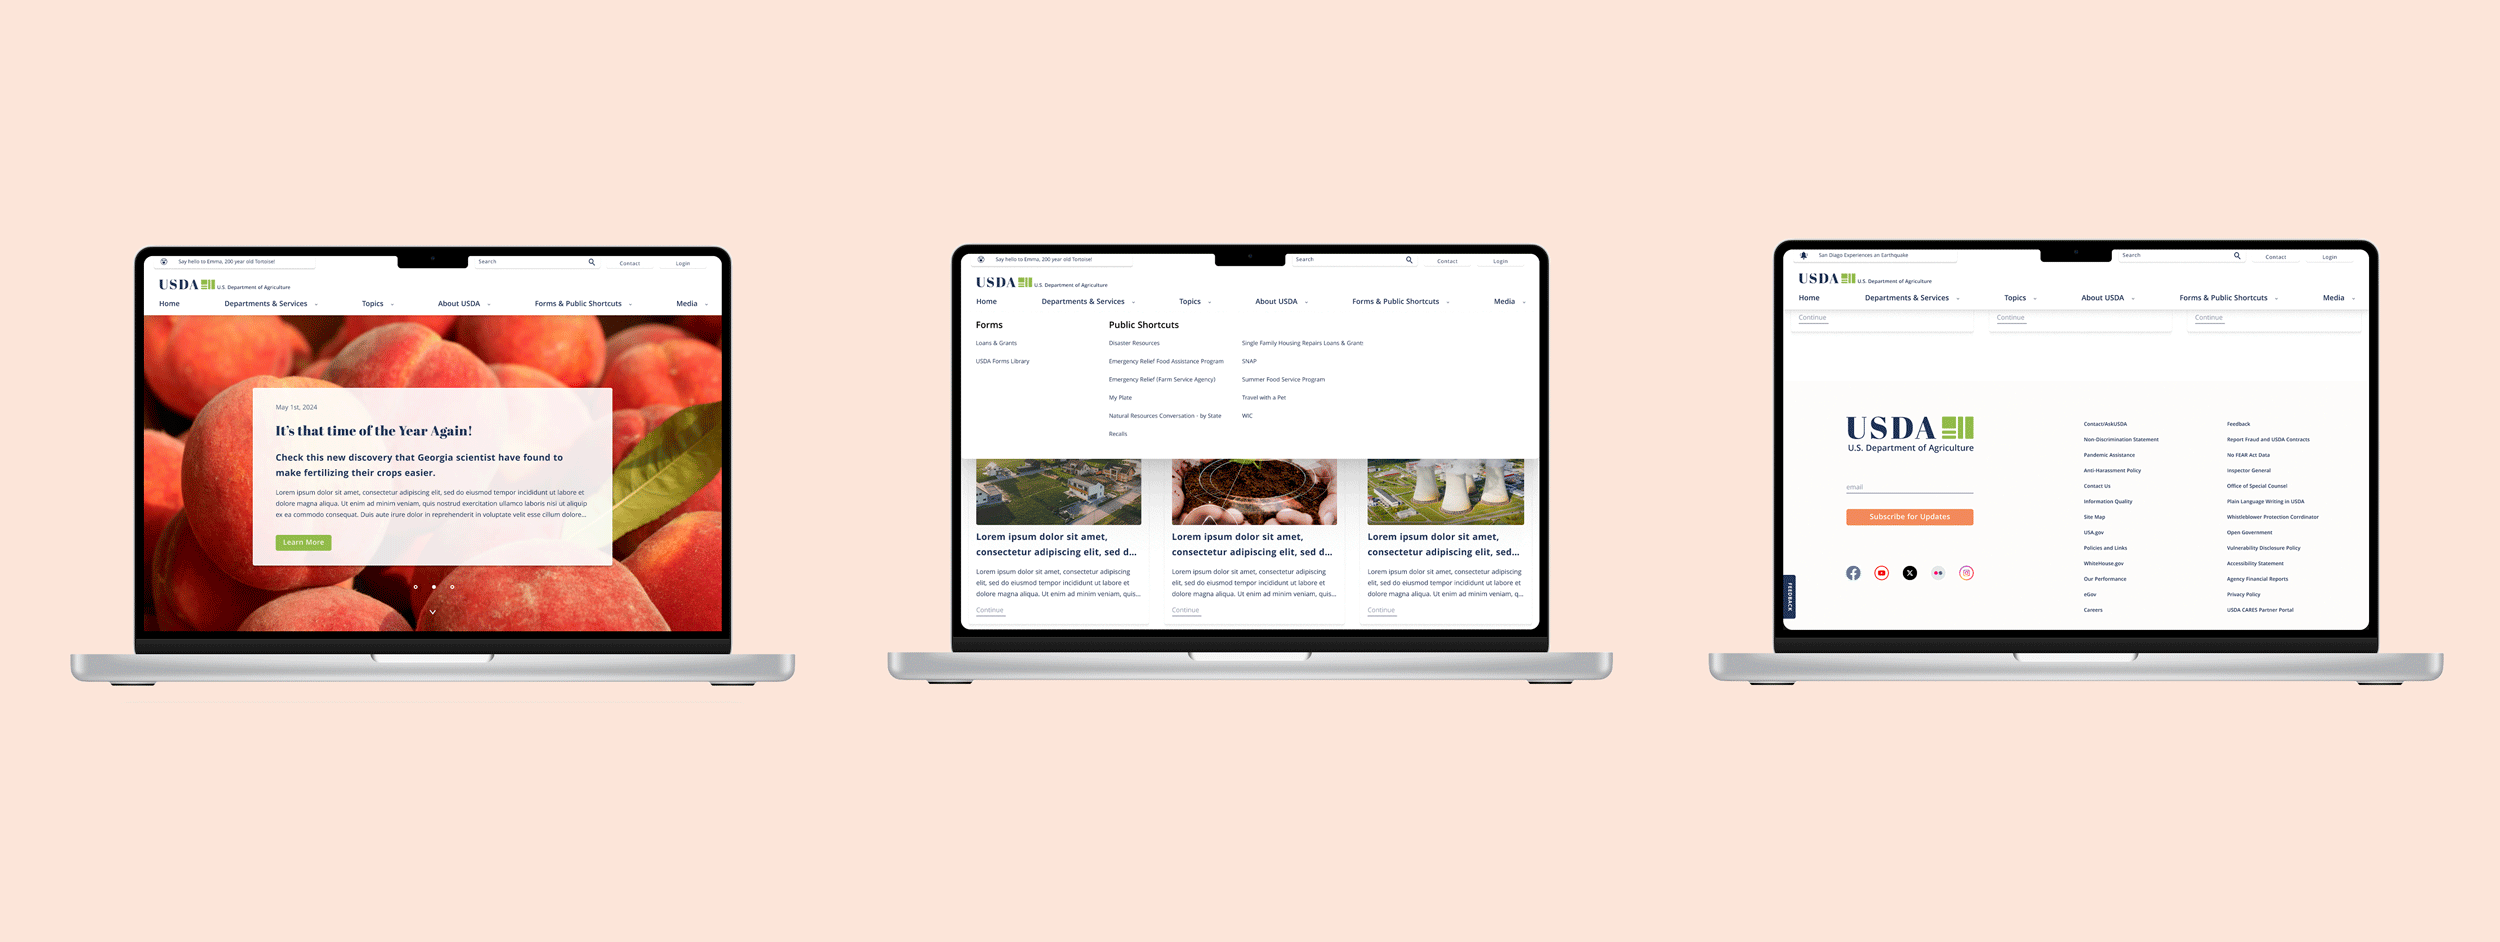 Say hello to Emma, 200 year old Tortoise!
Search
Contact
Login
USDA
U.S. Department of Agriculture
Home
Departments & Services
Topics
About USDA
Forms & Public Shortcuts
Media
May 1st, 2024
It's that time of the Year Again!
Check this new discovery that Georgia scientist have found to
make fertilizing their crops easier.
Lorem ipsum dolor sit amet, consectetur adipiscing elit, sed do eiusmod tempor incididunt ut labore et
dolore magna aliqua. Ut enim ad minim veniam, quis nostrud exercitation ullamco laboris nisi ut aliquip
ex ea commodo consequat. Duis aute irure dolor in reprehenderit in voluptate velit esse cillum dolore...
Learn More
Say hello to Emma, 200 year old Tortoise!
Search
Contact
Login
USDA
U.S. Department of Agriculture
Home
Departments & Services
Topics
About USDA
Forms & Public Shortcuts
Media
Forms
Loans & Grants
USDA Forms Library
Public Shortcuts
Disaster Resources
Emergency Relief Food Assistance Program
Emergency Relief (Farm Service Agency)
My Plate
Natural Resources Conversation - by State
Recalls
Single Family Housing Repairs Loans & Grants
SNAP
Summer Food Service Program
Travel with a Pet
WIC
Lorem ipsum dolor sit amet,
consectetur adipiscing elit, sed d...
Lorem ipsum dolor sit amet, consectetur adipiscing
elit, sed do eiusmod tempor incididunt ut labore et
dolore magna aliqua. Ut enim ad minim veniam, quis...
Continue
Lorem ipsum dolor sit amet,
consectetur adipiscing elit, sed d...
Lorem ipsum dolor sit amet, consectetur adipiscing
elit, sed do eiusmod tempor incididunt ut labore et
dolore magna aliqua. Ut enim ad minim veniam, quis...
Continue
Lorem ipsum dolor sit amet,
consectetur adipiscing elit, sed...
Lorem ipsum dolor sit amet, consectetur adipiscing
elit, sed do eiusmod tempor incididunt ut labore et
dolore magna aliqua. Ut enim ad minim veniam, q...
Continue
San Diago Experiences an Earthquake
Search
Contact
Login
USDA
U.S. Department of Agriculture
Home
Departments & Services
Topics
About USDA
Forms & Public Shortcuts
Media
Continue
Continue
Continue
USDA
U.S. Department of Agriculture
email
Subscribe for Updates
FEEDBACK
Contact/AskUSDA
Non-Discrimination Statement
Pandemic Assistance
Anti-Harassment Policy
Contact Us
Information Quality
Site Map
USA.gov
Policies and Links
WhiteHouse.gov
Our Performance
eGov
Careers
Feedback
Report Fraud and USDA Contracts
No FEAR Act Data
Inspector General
Office of Special Counsel
Plain Language Writing in USDA
Whistleblower Protection Corrdinator
Open Government
Vulnerability Disclosure Policy
Accessibility Statement
Agency Financial Reports
Privacy Policy
USDA CARES Partner Portal